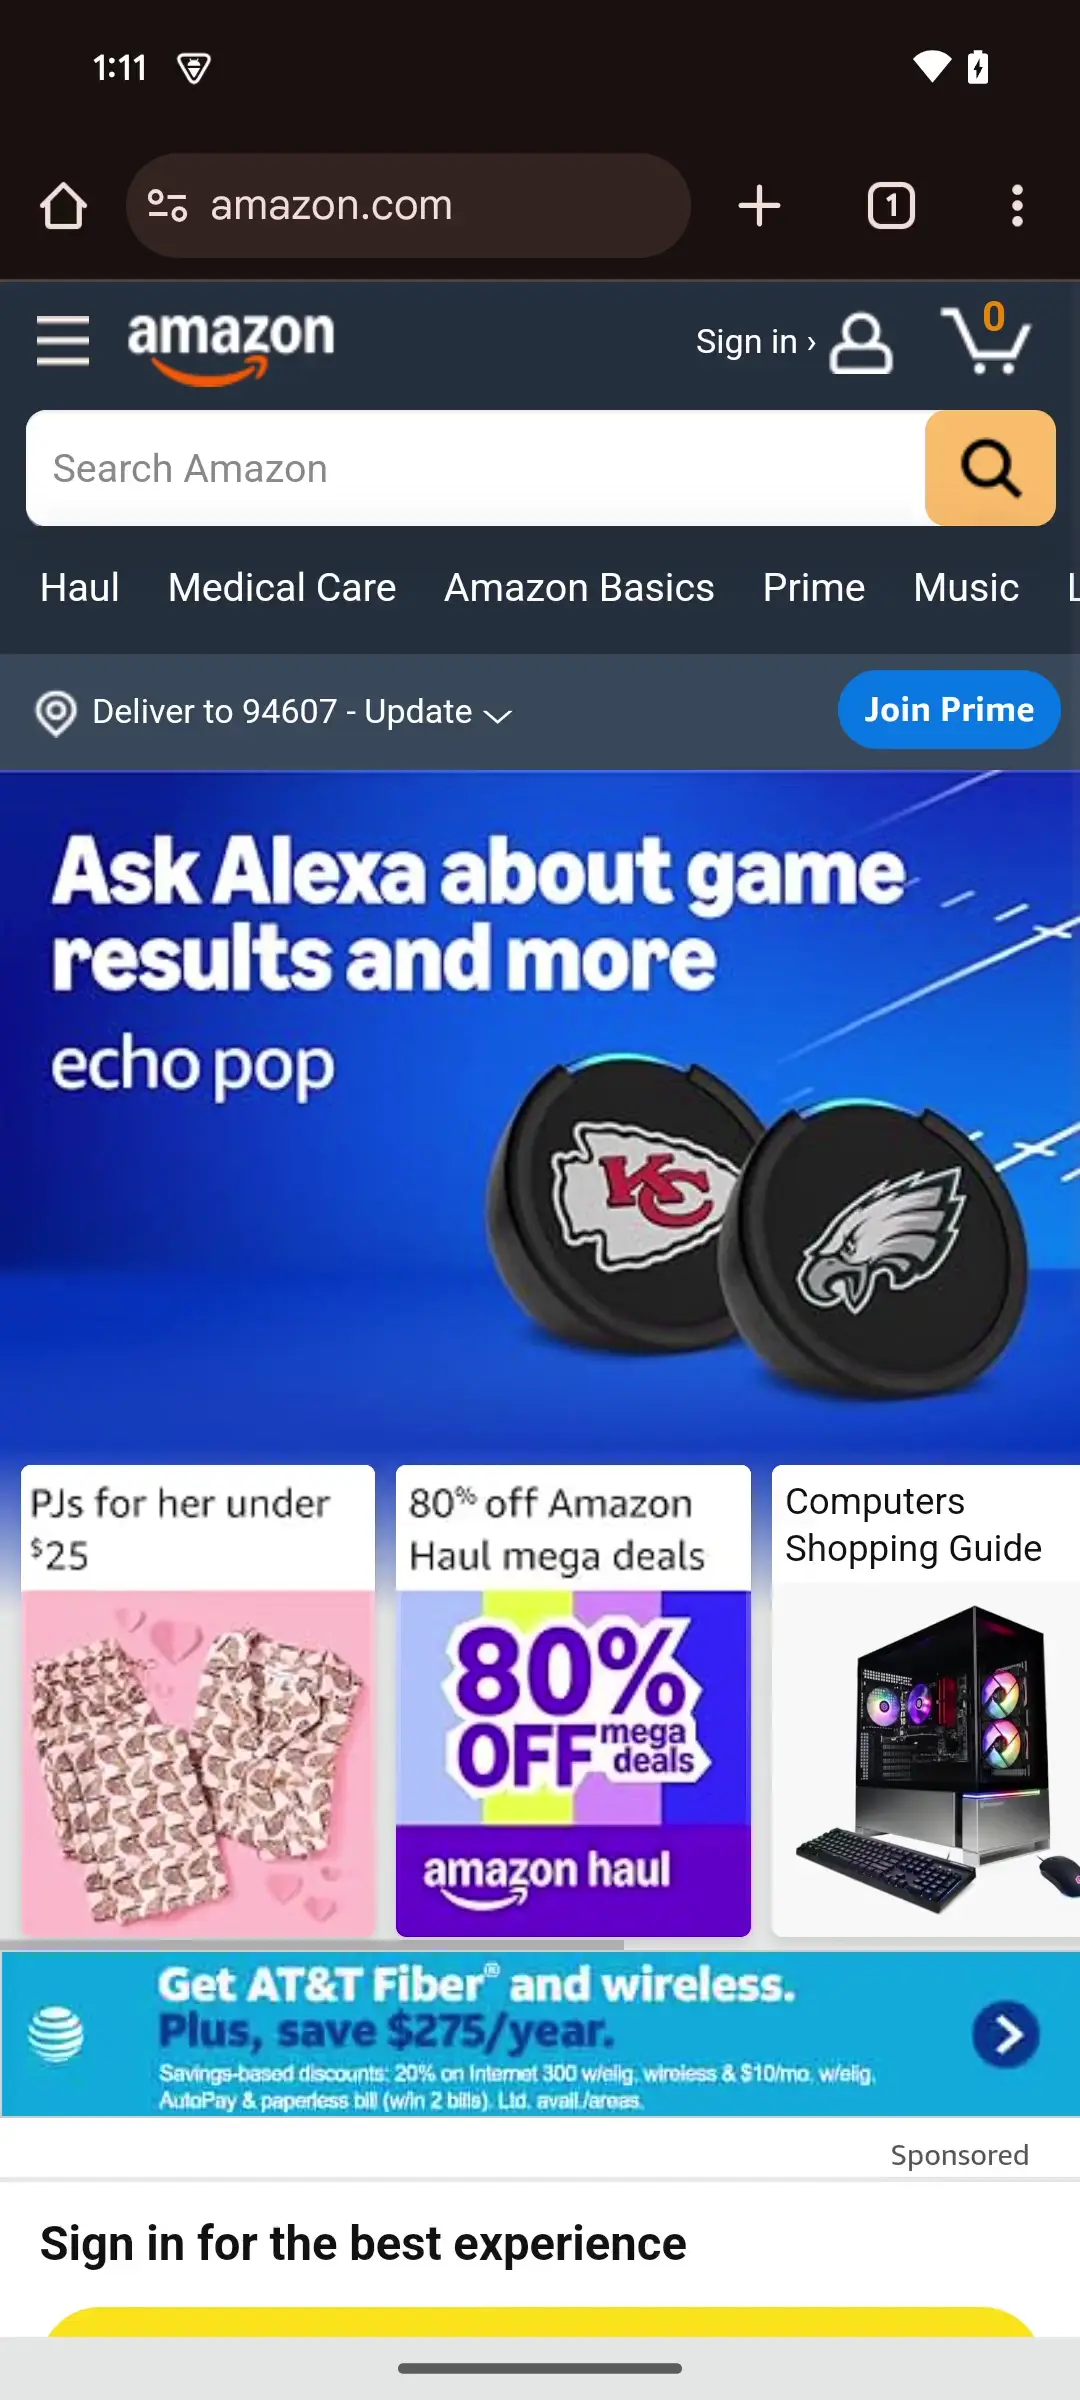 1:11
amazon.com
1
amazon
Sign in ›
0
Search Amazon
Haul Medical Care Amazon Basics Prime Music L
Deliver to 94607 - Update
Join Prime
Ask Alexa about game
results and more
echo pop
KC
PJs for her under
$25
80% off Amazon
Haul mega deals
80%
OFF mega
deals
amazon haul
Computers
Shopping Guide
Get AT&T Fiber® and wireless.
Plus, save $275/year.
Savings-based discounts: 20% on Internet 300 w/elig. wireless & $10/mo. w/elig.
AutoPay & paperless bill (w/in 2 bills). Ltd. avail./areas.
Sponsored
Sign in for the best experience